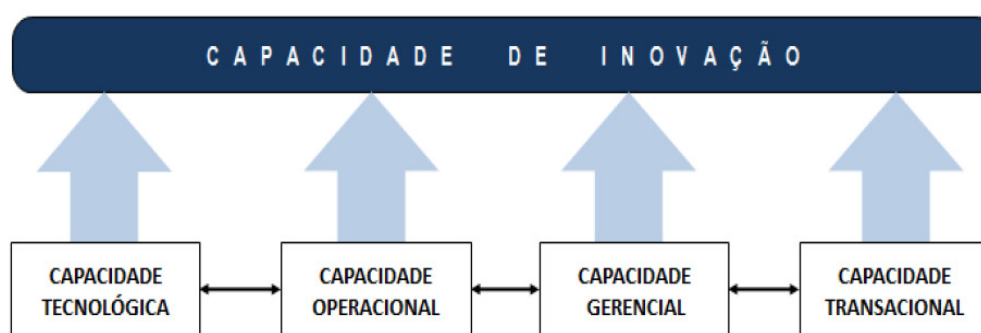 CAPACIDADE DE INOVAÇÃO
CAPACIDADE
TECNOLÓGICA
CAPACIDADE
OPERACIONAL
CAPACIDADE
GERENCIAL
CAPACIDADE
TRANSACIONAL